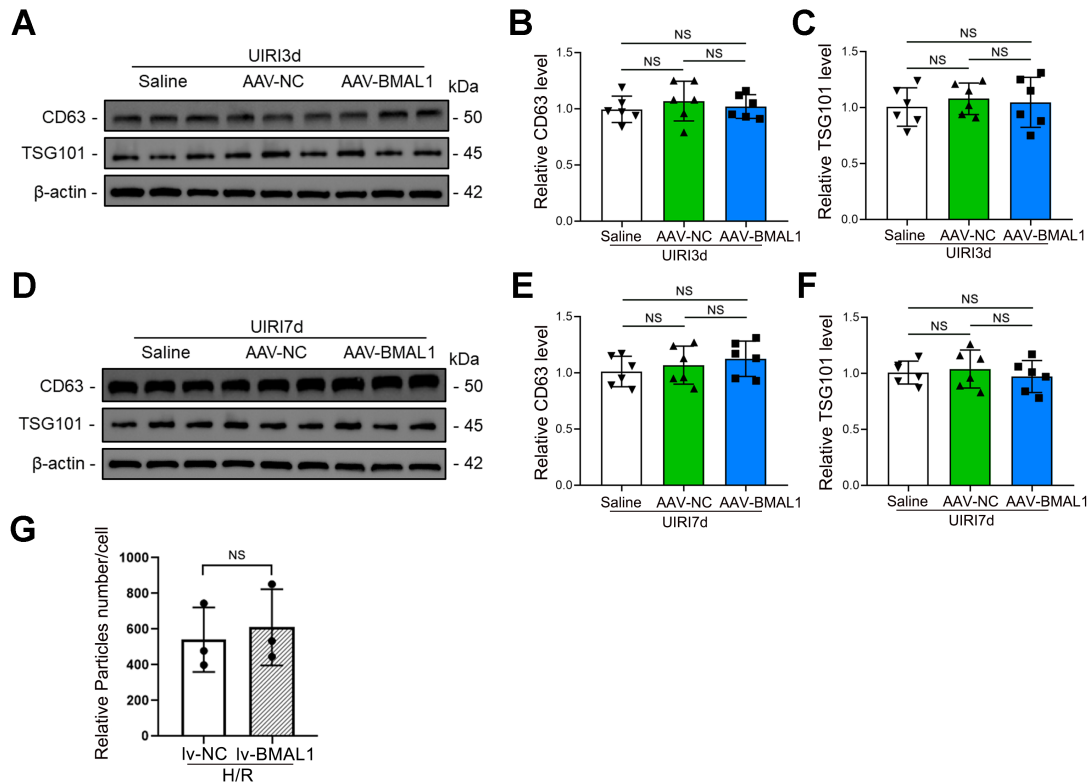 A
UIRI3d
Saline AAV-NC AAV-BMAL1 kDa
CD63 - - 50
TSG101 - - 45
β-actin - - 42
B
Relative CD63 level
1.5
1.0
0.5
0.0
NS
NS NS
Saline AAV-NC AAV-BMAL1
UIRI3d
C
Relative TSG101 level
1.5
1.0
0.5
0.0
NS
NS NS
Saline AAV-NC AAV-BMAL1
UIRI3d
D
UIRI7d
Saline AAV-NC AAV-BMAL1 kDa
CD63 - - 50
TSG101 - - 45
β-actin - - 42
E
Relative CD63 level
1.5
1.0
0.5
0.0
NS
NS NS
Saline AAV-NC AAV-BMAL1
UIRI7d
F
Relative TSG101 level
1.5
1.0
0.5
0.0
NS
NS NS
Saline AAV-NC AAV-BMAL1
UIRI7d
G
Relative Particles number/cell
1000
800
600
400
200
0
NS
lv-NC lv-BMAL1
H/R